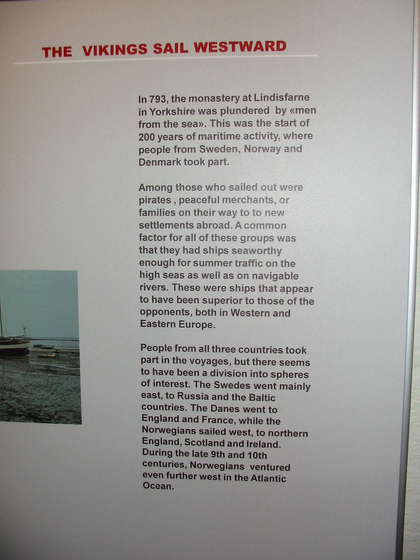 THE VIKINGS SAIL WESTWARD
In 793, the monastery at Lindisfarne
in Yorkshire was plundered by «men
from the sea». This was the start of
200 years of maritime activity, where
people from Sweden, Norway and
Denmark took part.
Among those who sailed out were
pirates , peaceful merchants, or
families on their way to to new
settlements abroad. A common
factor for all of these groups was
that they had ships seaworthy
enough for summer traffic on the
high seas as well as on navigable
rivers. These were ships that appear
to have been superior to those of the
opponents, both in Western and
Eastern Europe.
People from all three countries took
part in the voyages, but there seems
to have been a division into spheres
of interest. The Swedes went mainly
east, to Russia and the Baltic
countries. The Danes went to
England and France, while the
Norwegians sailed west, to northern
England, Scotland and Ireland.
During the late 9th and 10th
centuries, Norwegians ventured
even further west in the Atlantic
Ocean.